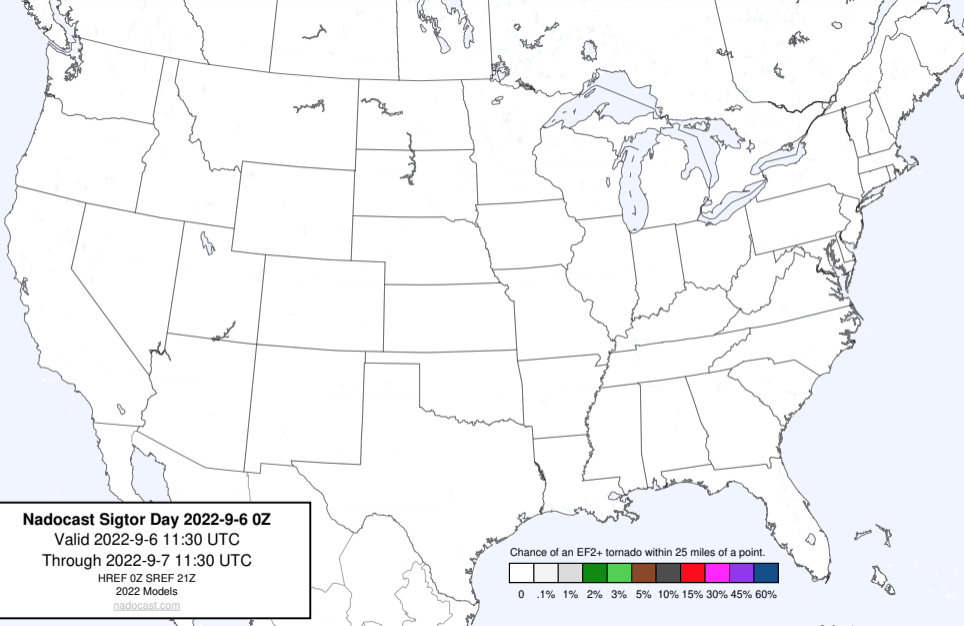 Nadocast Sigtor Day 2022-9-6 0Z
Valid 2022-9-6 11:30 UTC
Through 2022-9-7 11:30 UTC
HREF 0Z SREF 21Z
2022 Models
nadocast.com
Chance of an EF2+ tornado within 25 miles of a point.
0 .1% 1% 2% 3% 5% 10% 15% 30% 45% 60%